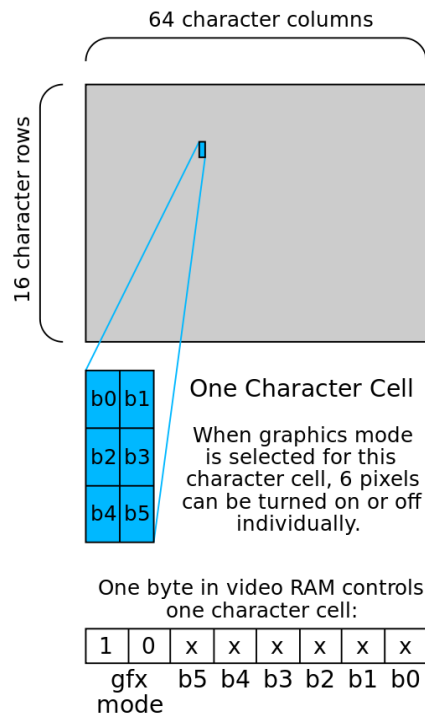 64 character columns
16 character rows
b0 b1
b2 b3
b4 b5
One Character Cell
When graphics mode
is selected for this
character cell, 6 pixels
can be turned on or off
individually.
One byte in video RAM controls
one character cell:
1 0 x x x x x x
gfx b5 b4 b3 b2 b1 b0
mode